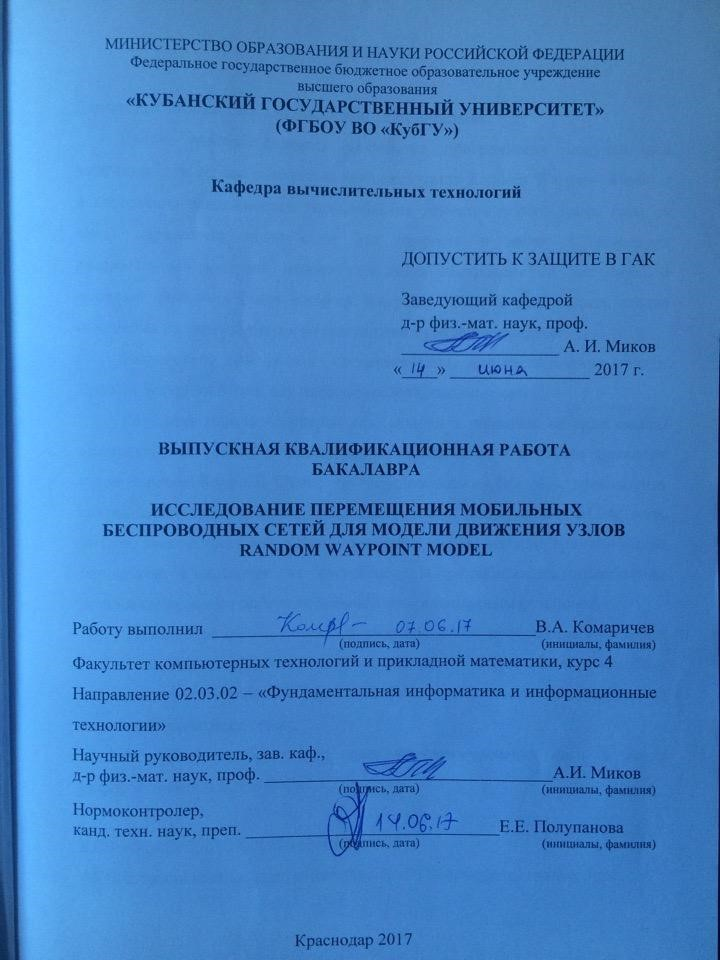 МИНИСТЕРСТВО ОБРАЗОВАНИЯ И НАУКИ РОССИЙСКОЙ ФЕДЕРАЦИИ
Федеральное государственное бюджетное образовательное учреждение
высшего образования
«КУБАНСКИЙ ГОСУДАРСТВЕННЫЙ УНИВЕРСИТЕТ»
(ФГБОУ ВО «КубГУ»)
Кафедра вычислительных технологий
ДОПУСТИТЬ К ЗАЩИТЕ В ГАК
Заведующий кафедрой
д-р физ.-мат. наук, проф.
А. И. Миков
«14» июня 2017 г.
ВЫПУСКНАЯ КВАЛИФИКАЦИОННАЯ РАБОТА
БАКАЛАВРА
ИССЛЕДОВАНИЕ ПЕРЕМЕЩЕНИЯ МОБИЛЬНЫХ
БЕСПРОВОДНЫХ СЕТЕЙ ДЛЯ МОДЕЛИ ДВИЖЕНИЯ УЗЛОВ
RANDOM WAYPOINT MODEL
Работу выполнил 07.06.17 В.А. Комаричев
(подпись, дата) (инициалы, фамилия)
Факультет компьютерных технологий и прикладной математики, курс 4
Направление 02.03.02 – «Фундаментальная информатика и информационные
технологии»
Научный руководитель, зав. каф.,
д-р физ.-мат. наук, проф. А.И. Миков
(подпись, дата) (инициалы, фамилия)
Нормоконтролер,
канд. техн. наук, преп. 14.06.17 Е.Е. Полупанова
(подпись, дата) (инициалы, фамилия)
Краснодар 2017